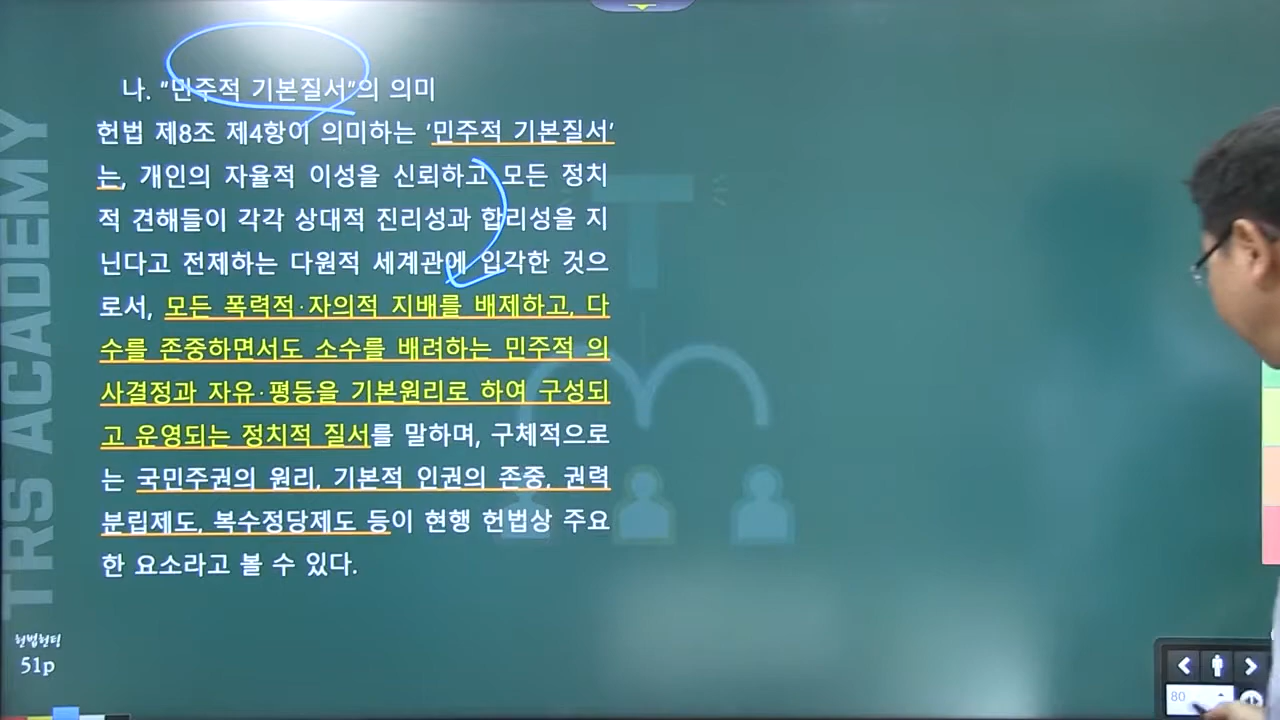 나. "민주적 기본질서"의 의미
헌법 제8조 제4항이 의미하는 '민주적 기본질서'
는, 개인의 자율적 이성을 신뢰하고 모든 정치
적 견해들이 각각 상대적 진리성과 합리성을 지
닌다고 전제하는 다원적 세계관에 입각한 것으
로서, 모든 폭력적·자의적 지배를 배제하고, 다
수를 존중하면서도 소수를 배려하는 민주적 의
사결정과 자유·평등을 기본원리로 하여 구성되
고 운영되는 정치적 질서를 말하며, 구체적으로
는 국민주권의 원리, 기본적 인권의 존중, 권력
분립제도, 복수정당제도 등이 현행 헌법상 주요
한 요소라고 볼 수 있다.
TRS ACADEMY
헌법헌팅
51p
80